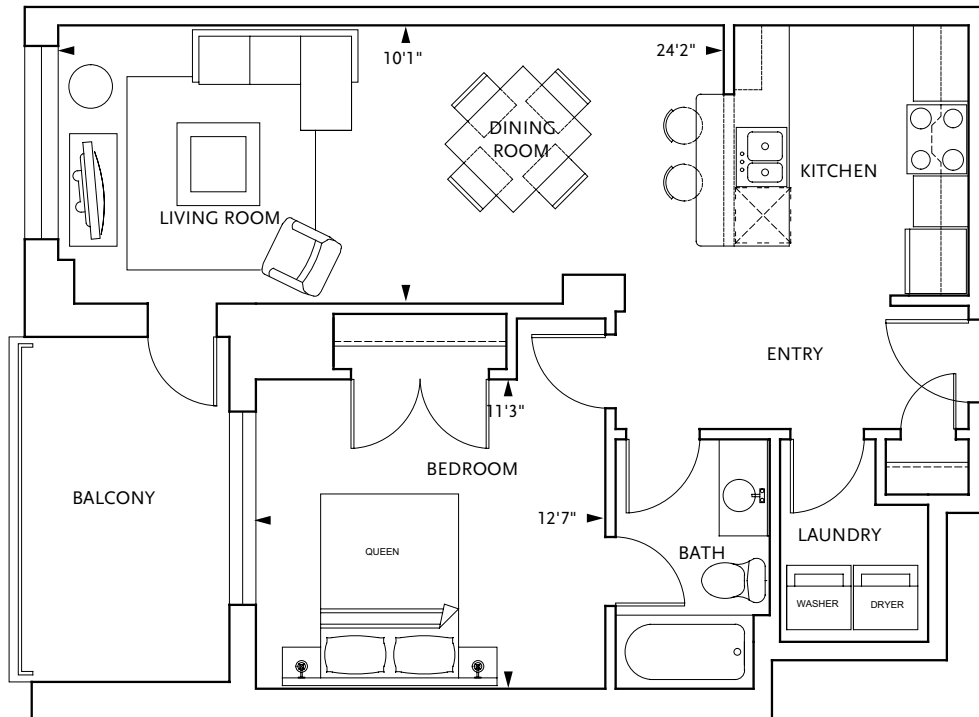 10'1"
24'2"
DINING
ROOM
KITCHEN
LIVING ROOM
ENTRY
11'3"
BEDROOM
BALCONY
12'7"
LAUNDRY
QUEEN
BATH
WASHER
DRYER